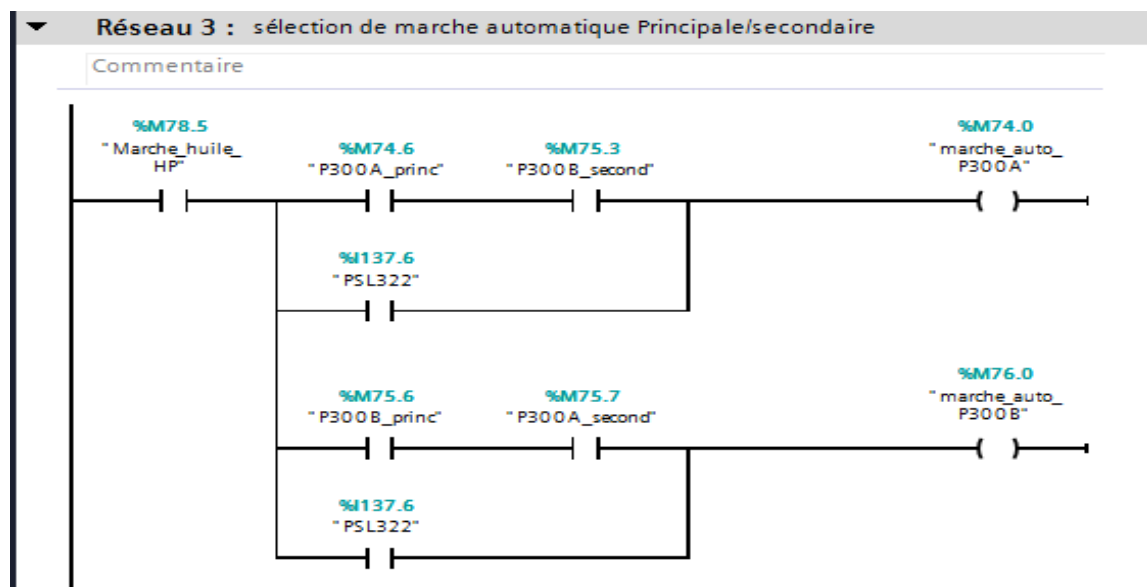 Réseau 3 : sélection de marche automatique Principale/secondaire
Commentaire
%M78.5
"Marche_huile_
HP"
%M74.6
"P300A_princ"
%M75.3
"P300B_second"
%M74.0
"marche_auto_
P300A"
%I137.6
"PSL322"
%M75.6
"P300B_princ"
%M75.7
"P300A_second"
%M76.0
"marche_auto_
P300B"
%I137.6
"PSL322"